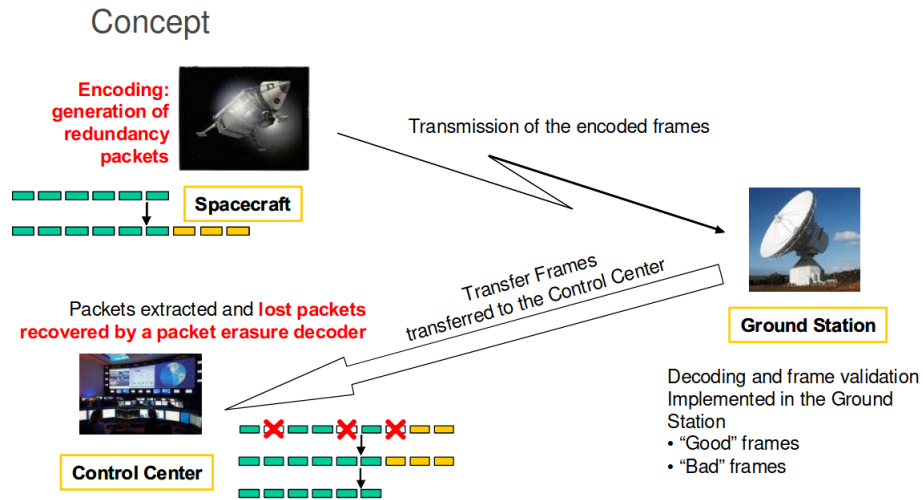 Concept
Encoding:
generation of
redundancy
packets
Spacecraft
Transmission of the encoded frames
Ground Station
Decoding and frame validation
Implemented in the Ground
Station
• “Good” frames
• “Bad” frames
Transfer Frames
transferred to the Control Center
Packets extracted and lost packets
recovered by a packet erasure decoder
Control Center